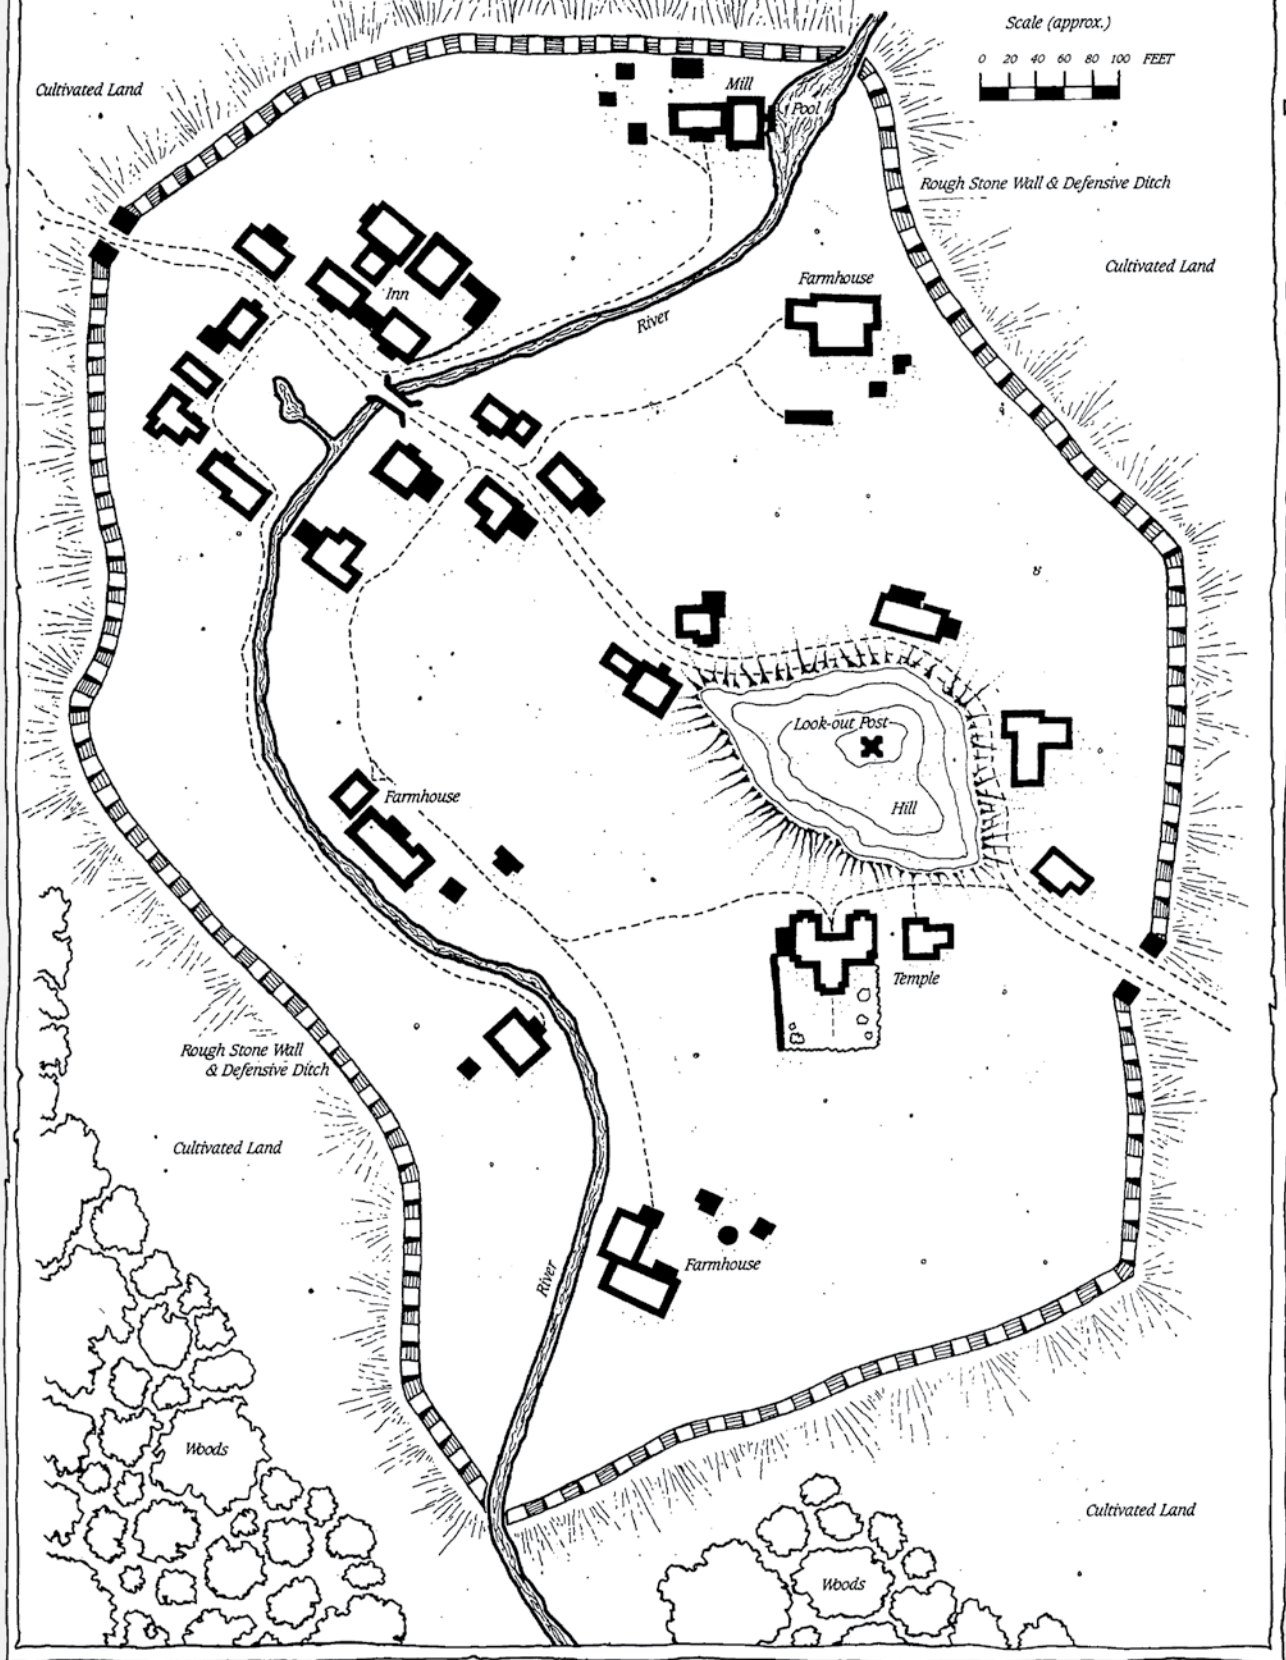 Scale (approx.)
0 20 40 60 80 100 FEET
Cultivated Land
Mill
Pool
Rough Stone Wall & Defensive Ditch
Cultivated Land
Farmhouse
Inn
River
Look-out Post
Hill
Farmhouse
Temple
Rough Stone Wall
& Defensive Ditch
Cultivated Land
River
Farmhouse
Woods
Cultivated Land
Woods